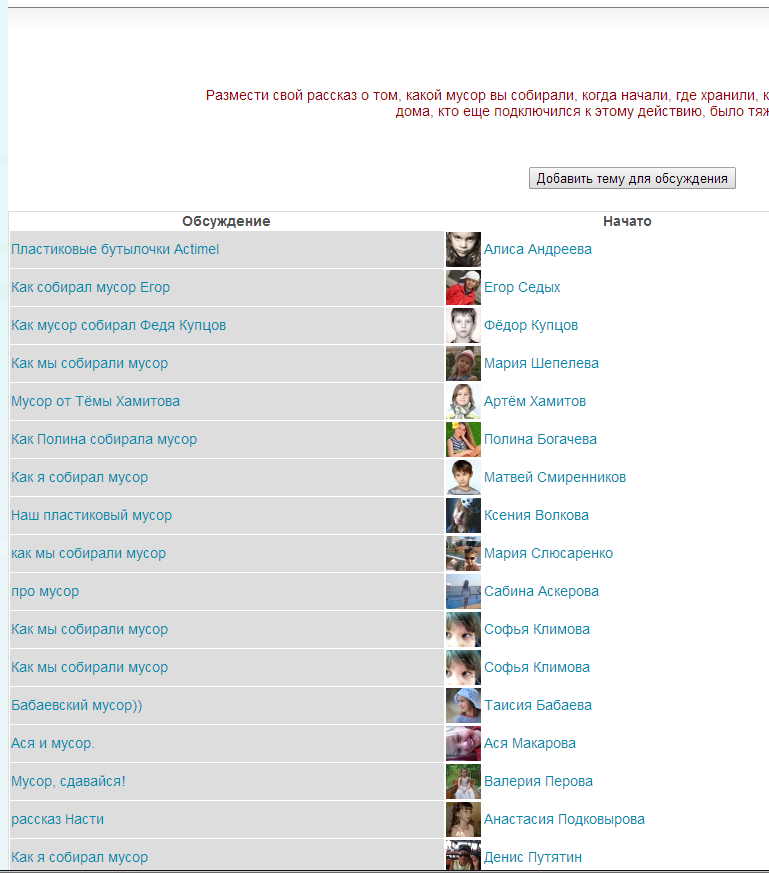 Размести свой рассказ о том, какой мусор вы собирали, когда начали, где хранили,
дома, кто еще подключился к этому действию, было
Добавить тему для обсуждения
Обсуждение Начато
Пластиковые бутылочки Actimel Алиса Андреева
Как собирал мусор Егор Егор Седых
Как мусор собирал Федя Купцов Фёдор Купцов
Как мы собирали мусор Мария Шепелева
Мусор от Тёмы Хамитова Артём Хамитов
Как Полина собирала мусор Полина Богачева
Как я собирал мусор Матвей Смиренников
Наш пластиковый мусор Ксения Волкова
как мы собирали мусор Мария Слюсаренко
про мусор Сабина Аскерова
Как мы собирали мусор Софья Климова
Как мы собирали мусор Софья Климова
Бабаевский мусор)) Таисия Бабаева
Ася и мусор. Ася Макарова
Мусор, сдавайся! Валерия Перова
рассказ Насти Анастасия Подковырова
Как я собирал мусор Денис Путятин